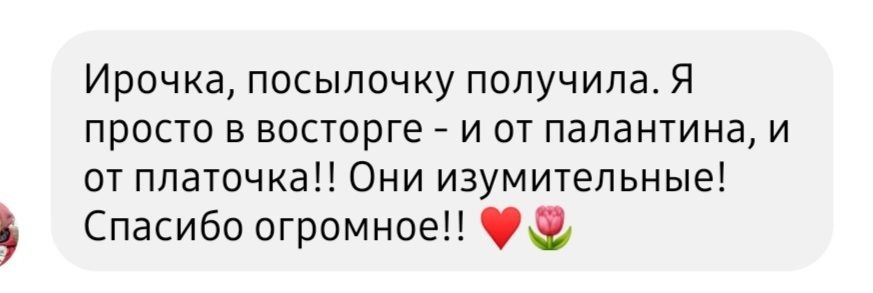 Ирочка, посылочку получила. Я
просто в восторге - и от палантина, и
от платочка!! Они изумительные!
Спасибо огромное!! ❤️🌷